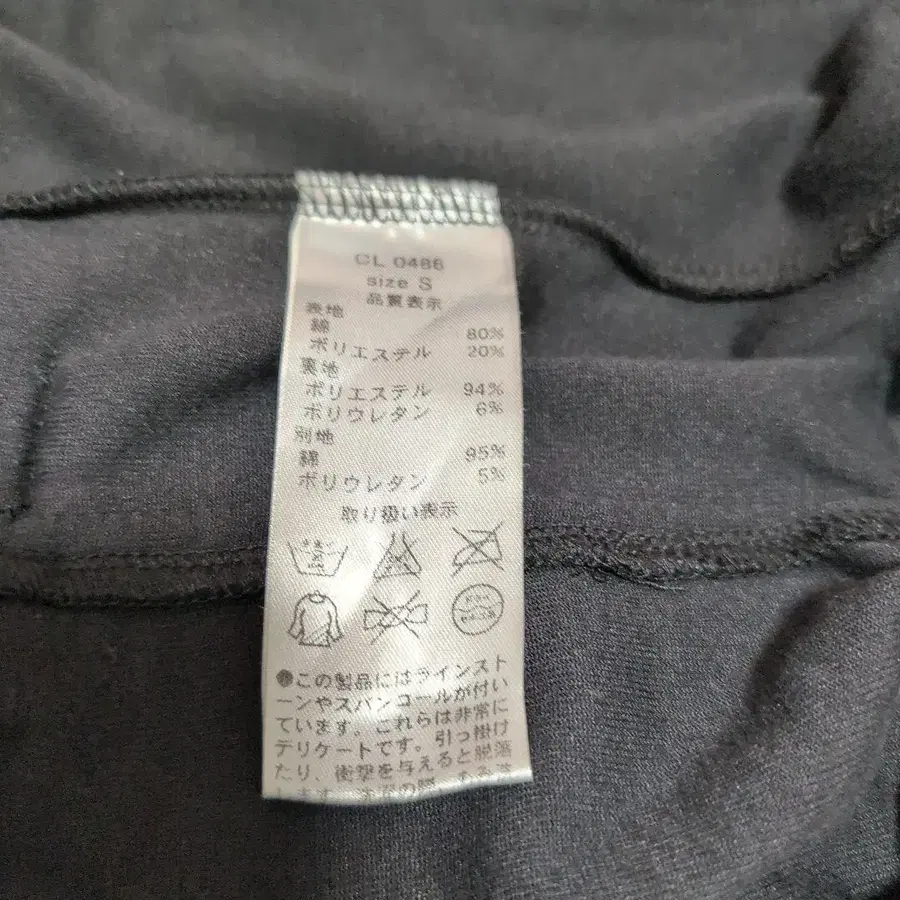 CL 0486
size S
品質表示
表地
綿 80%
ポリエステル 20%
裏地
ポリエステル 94%
ポリウレタン 6%
別地
綿 95%
ポリウレタン 5%
取り扱い表示
●この製品にはラインスト
ーンやスパンコールが付い
ています。これらは非常に
デリケートです。引っ掛け
たり、衝撃を与えると脱落